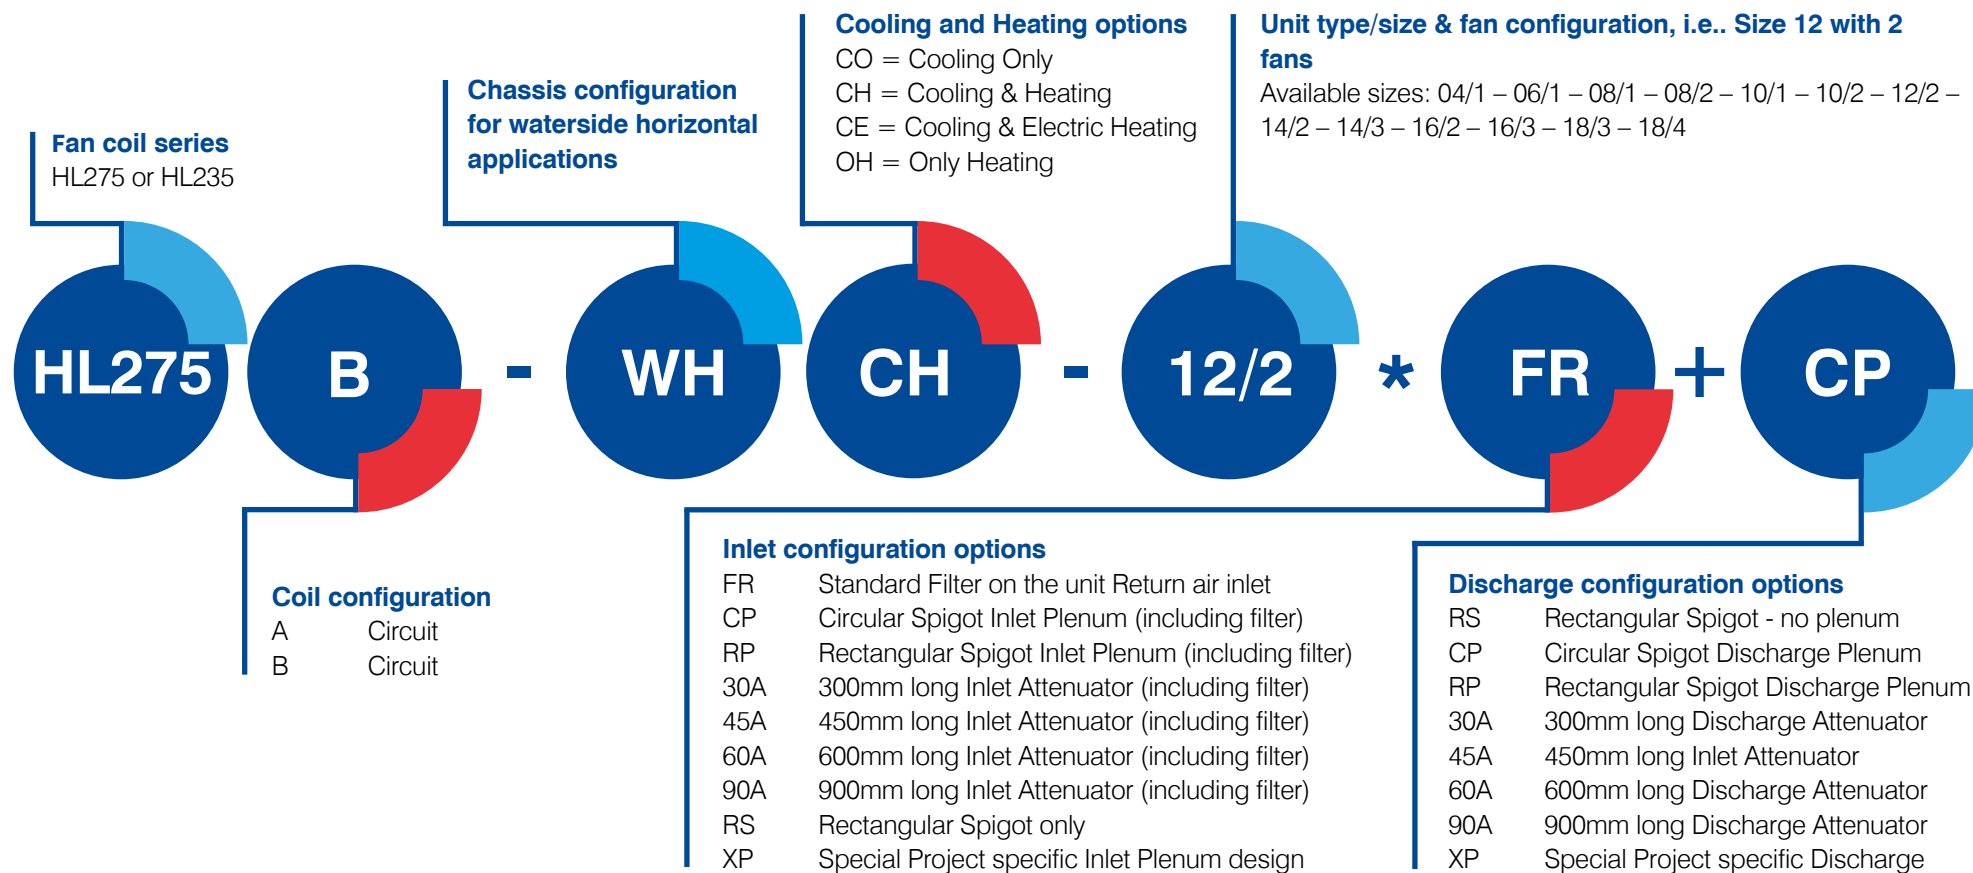 Cooling and Heating options
CO = Cooling Only
CH = Cooling & Heating
CE = Cooling & Electric Heating
OH = Only Heating
Unit type/size & fan configuration, i.e.. Size 12 with 2
fans
Available sizes: 04/1 – 06/1 – 08/1 – 08/2 – 10/1 – 10/2 – 12/2 –
14/2 – 14/3 – 16/2 – 16/3 – 18/3 – 18/4
Chassis configuration
for waterside horizontal
applications
Fan coil series
HL275 or HL235
HL275 B - WH CH - 12/2 * FR + CP
Coil configuration
A Circuit
B Circuit
Inlet configuration options
FR Standard Filter on the unit Return air inlet
CP Circular Spigot Inlet Plenum (including filter)
RP Rectangular Spigot Inlet Plenum (including filter)
30A 300mm long Inlet Attenuator (including filter)
45A 450mm long Inlet Attenuator (including filter)
60A 600mm long Inlet Attenuator (including filter)
90A 900mm long Inlet Attenuator (including filter)
RS Rectangular Spigot only
XP Special Project specific Inlet Plenum design
Discharge configuration options
RS Rectangular Spigot - no plenum
CP Circular Spigot Discharge Plenum
RP Rectangular Spigot Discharge Plenum
30A 300mm long Discharge Attenuator
45A 450mm long Inlet Attenuator
60A 600mm long Discharge Attenuator
90A 900mm long Discharge Attenuator
XP Special Project specific Discharge